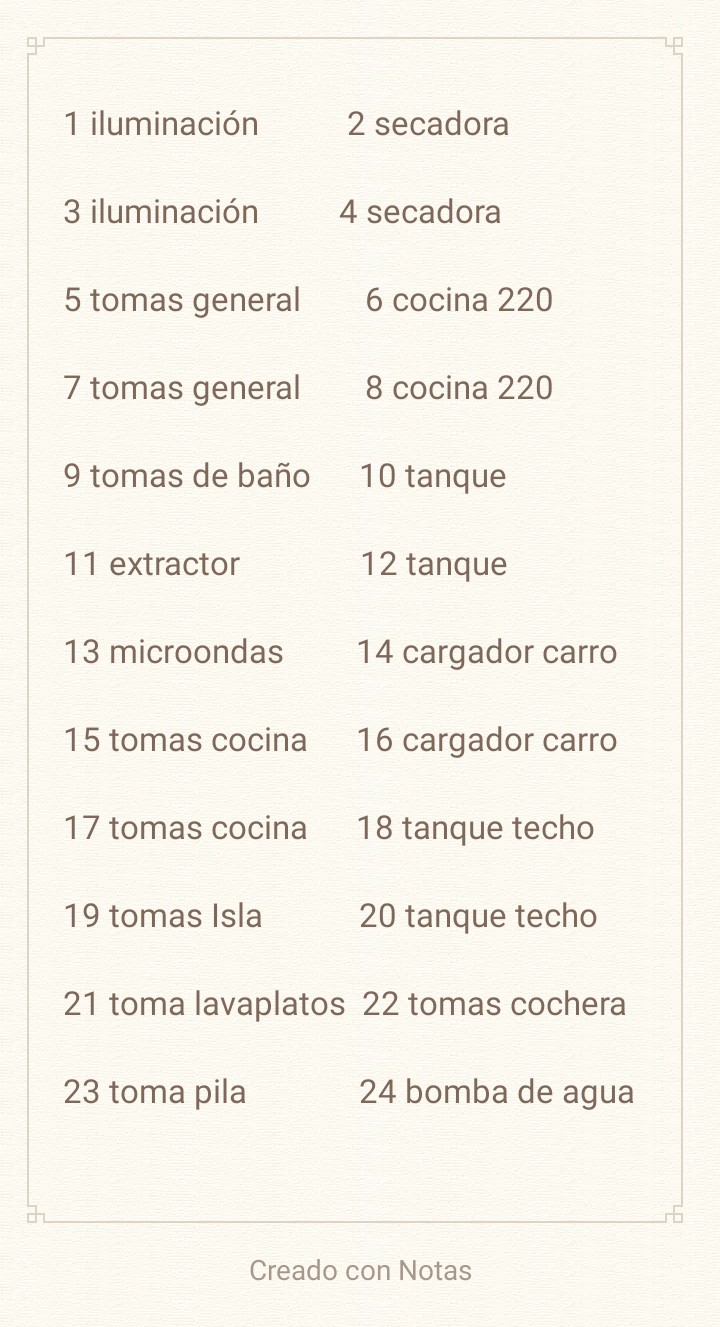 1 iluminación 2 secadora
3 iluminación 4 secadora
5 tomas general 6 cocina 220
7 tomas general 8 cocina 220
9 tomas de baño 10 tanque
11 extractor 12 tanque
13 microondas 14 cargador carro
15 tomas cocina 16 cargador carro
17 tomas cocina 18 tanque techo
19 tomas Isla 20 tanque techo
21 toma lavaplatos 22 tomas cochera
23 toma pila 24 bomba de agua
Creado con Notas